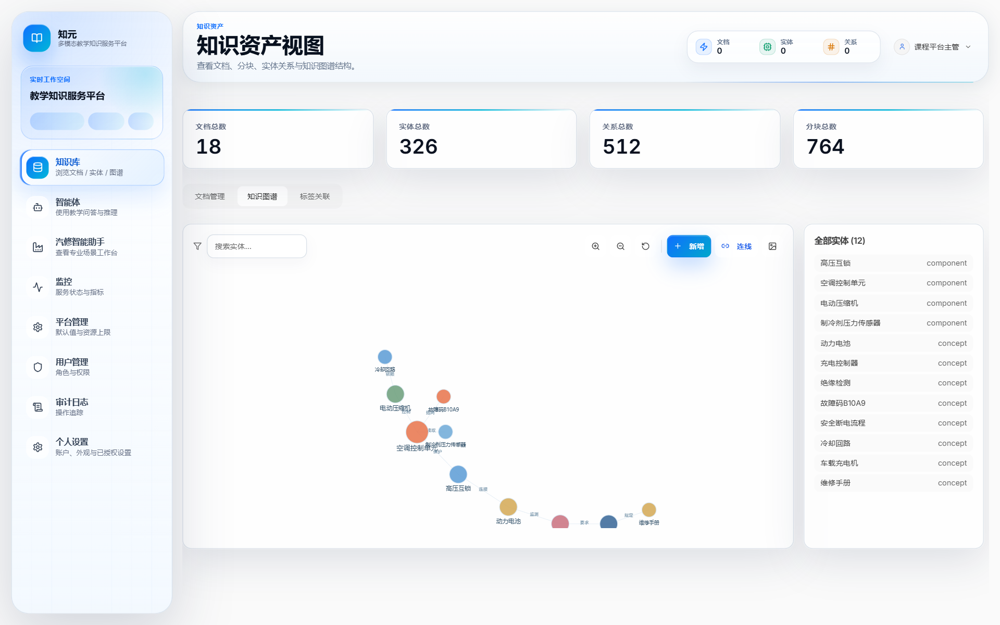 知元
多模态教学知识服务平台
实时工作空间
教学知识服务平台
知识库
浏览文档 / 实体 / 图谱
智能体
使用教学问答与推理
汽修智能助手
查看专业场景工作台
监控
服务状态与指标
平台管理
默认值与资源上限
用户管理
角色与权限
审计日志
操作追踪
个人设置
账户、外观与已授权设置
知识资产
知识资产视图
查看文档、分块、实体关系与知识图谱结构。
文档
0
实体
0
关系
0
课程平台主管
文档总数
18
实体总数
326
关系总数
512
分块总数
764
文档管理
知识图谱
标签关联
搜索实体...
新增
连线
冷却回路
依赖
电动压缩机
控制
故障码B10A9
指向
读取
空调控制单元
制冷剂压力传感器
保护
高压互锁
连接
动力电池
监测
要求
规定
维修手册
全部实体 (12)
高压互锁 component
空调控制单元 component
电动压缩机 component
制冷剂压力传感器 component
动力电池 concept
充电控制器 concept
绝缘检测 concept
故障码B10A9 concept
安全断电流程 concept
冷却回路 concept
车载充电机 concept
维修手册 concept